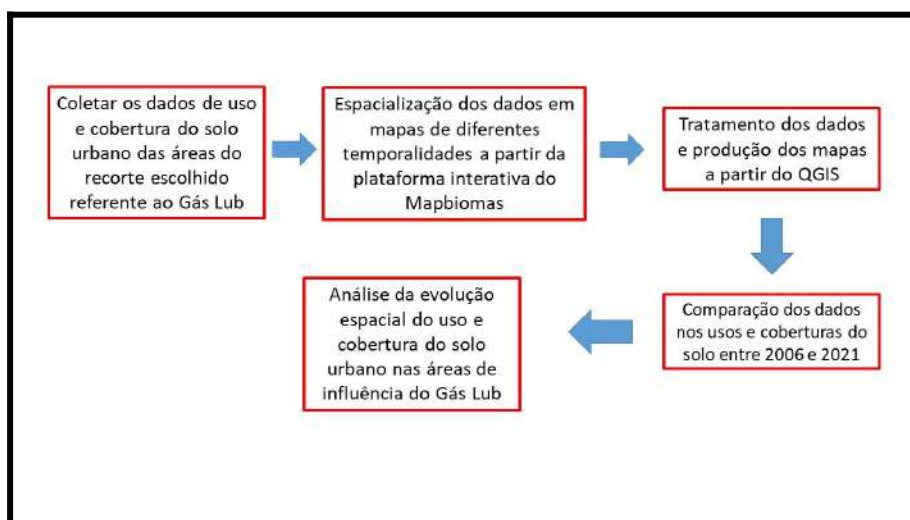 Coletar os dados de uso
e cobertura do solo
urbano das áreas do
recorte escolhido
referente ao Gás Lub
Espacialização dos dados em
mapas de diferentes
temporalidades a partir da
plataforma interativa do
Mapbiomas
Tratamento dos dados
e produção dos mapas
a partir do QGIS
Comparação dos dados
nos usos e coberturas do
solo entre 2006 e 2021
Análise da evolução
espacial do uso e
cobertura do solo
urbano nas áreas de
influência do Gás Lub